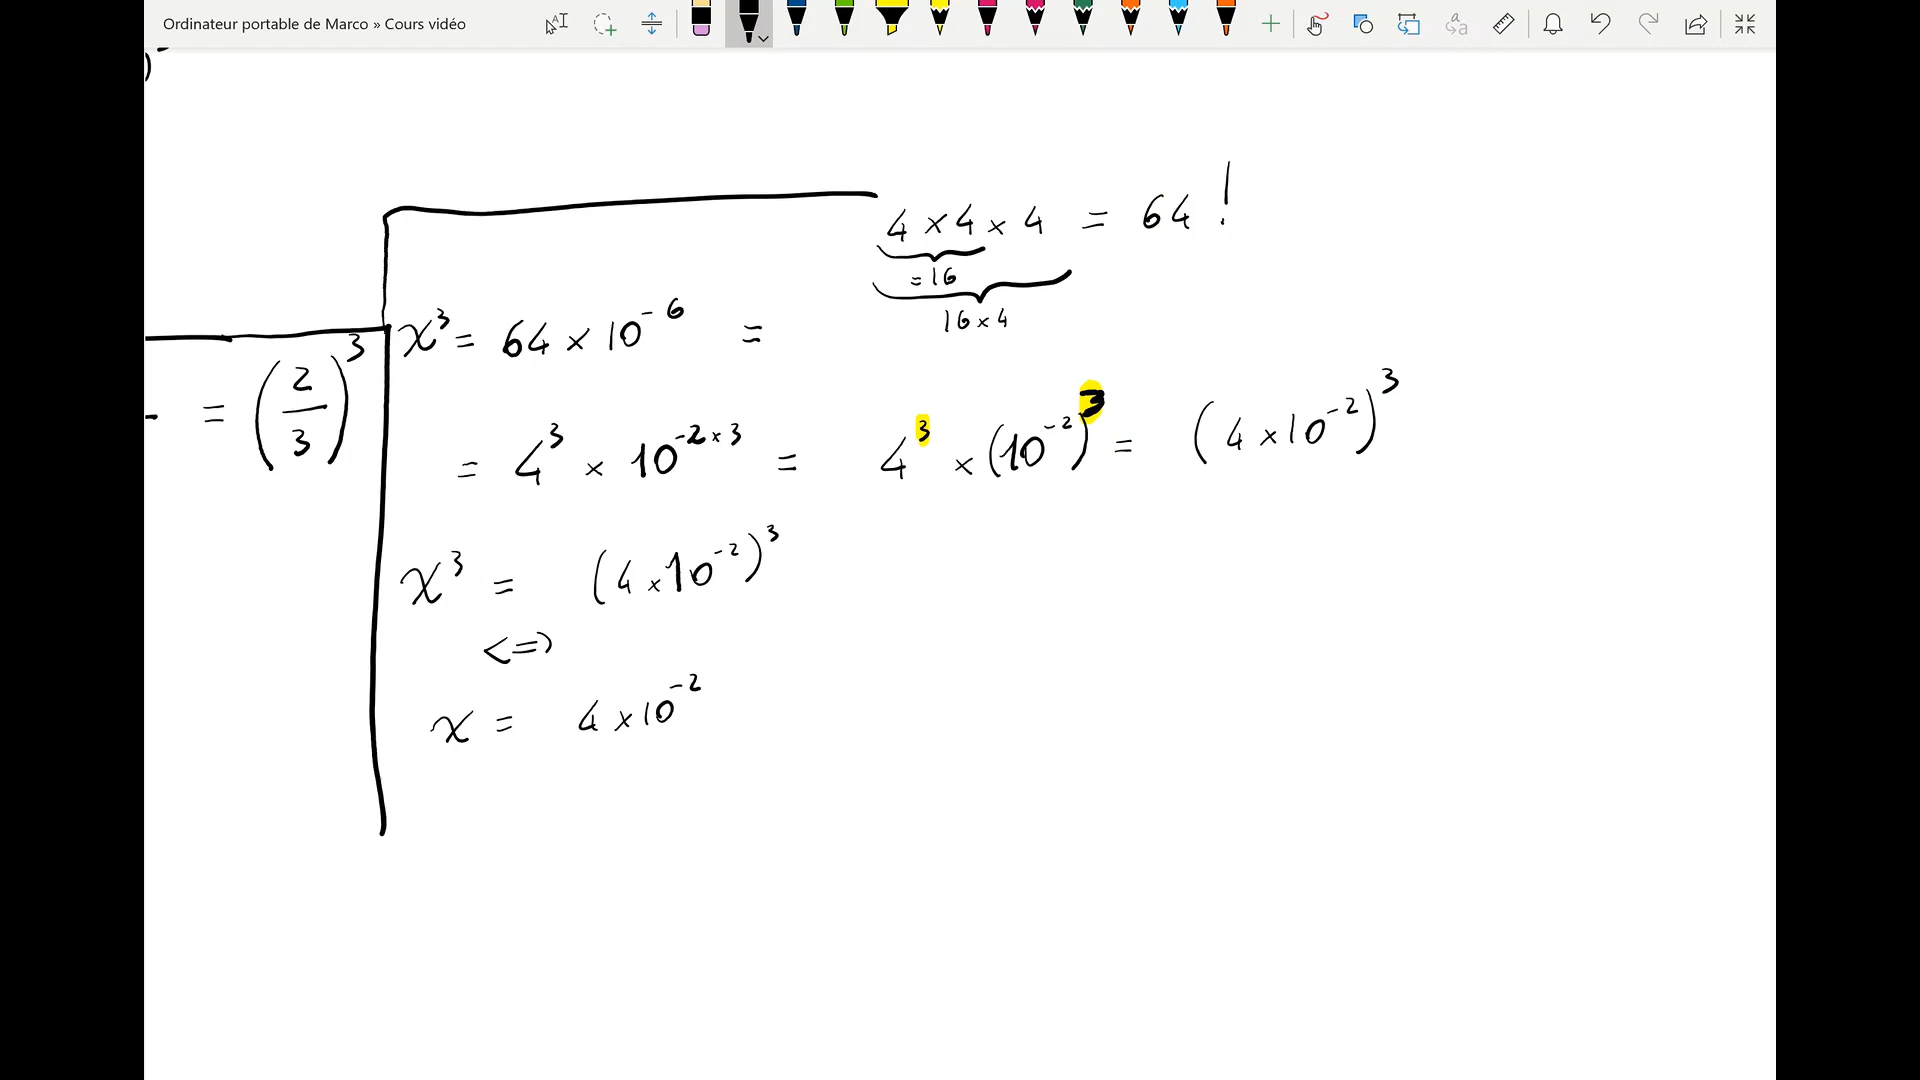 Ordinateur portable de Marco » Cours vidéo
)
4 × 4 × 4 = 64 !
= 16
16 × 4
x³ = 64 × 10⁻⁶ =
- = (2/3)³
= 4³ × 10⁻²ˣ³ = 4³ × (10⁻²)³ = (4 × 10⁻²)³
x³ = (4 × 10⁻²)³
<=>
x = 4 × 10⁻²